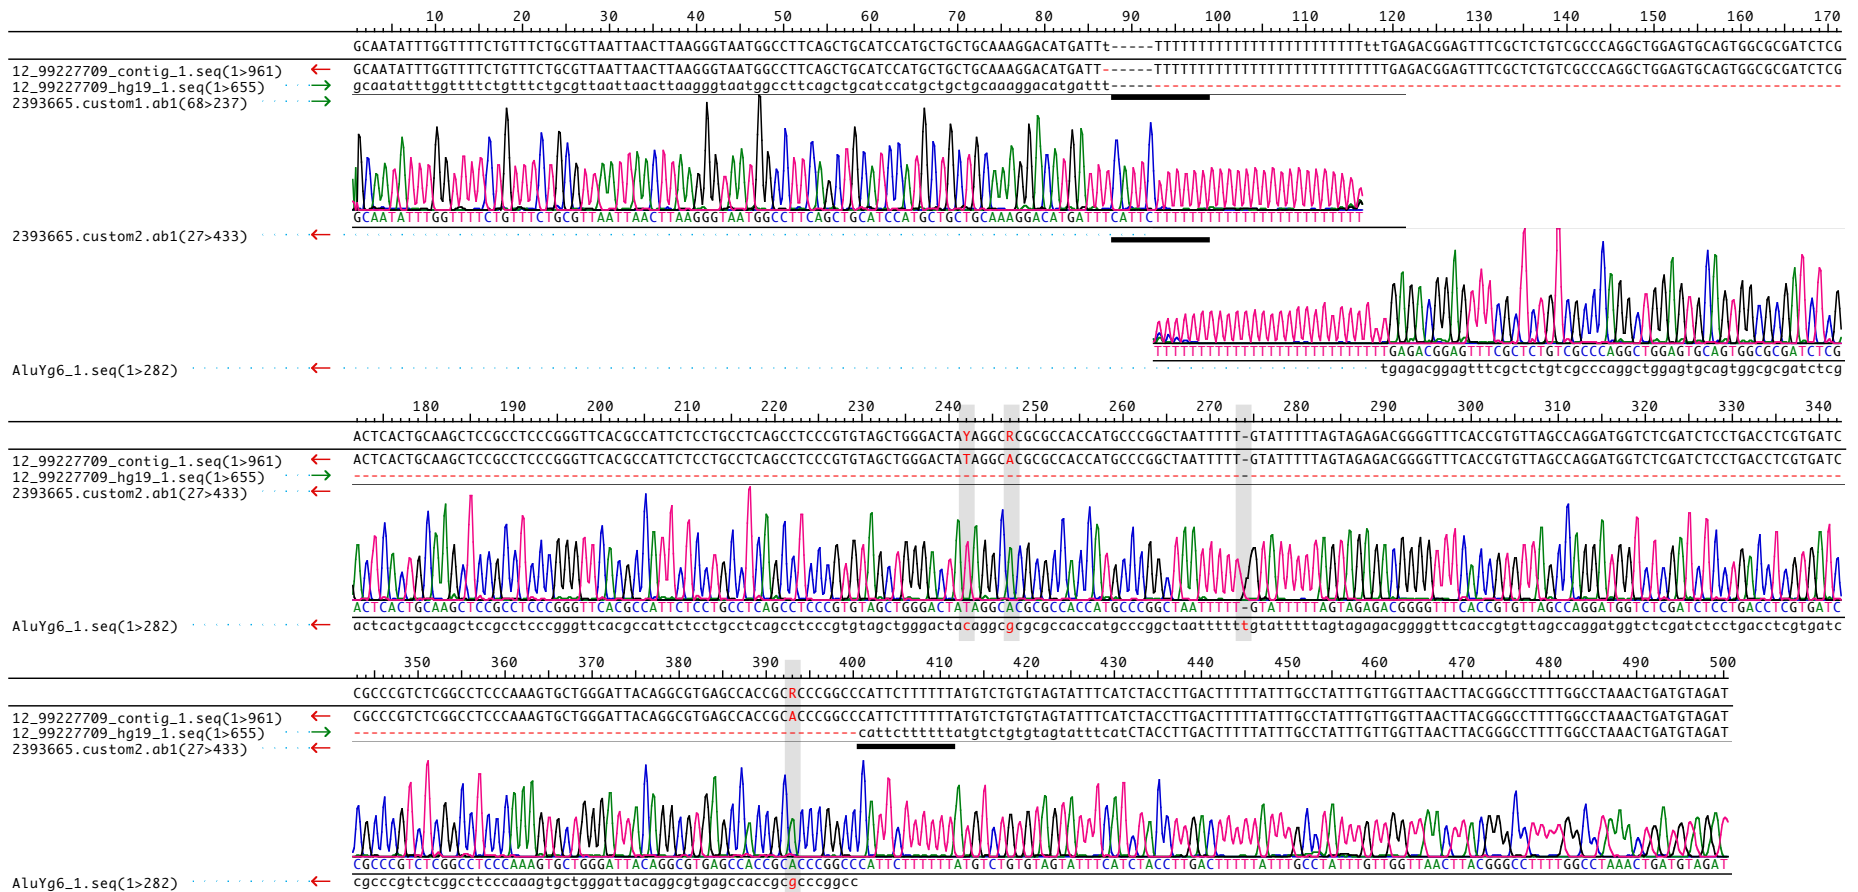 10 20 30 40 50 60 70 80 90 100 110 120 130 140 150 160 170
GCAATATTTGGTTTTCTGTTTCTGCGTTAATTAACTTAAGGGTAATGGCCTTCAGCTGCATCCATGCTGCTGCAAAGGACATGATTt-----TTTTTTTTTTTTTTTTTTTTTTTTttTGAGACGGAGTTTCGCTCTGTCGCCCAGGCTGGAGTGCAGTGGCGCGATCTCG
12_99227709_contig_1.seq(1>961) GCAATATTTGGTTTTCTGTTTCTGCGTTAATTAACTTAAGGGTAATGGCCTTCAGCTGCATCCATGCTGCTGCAAAGGACATGATT------TTTTTTTTTTTTTTTTTTTTTTTTTTTGAGACGGAGTTTCGCTCTGTCGCCCAGGCTGGAGTGCAGTGGCGCGATCTCG
12_99227709_hg19_1.seq(1>655) gcaatatttggttttctgtttctgcgttaattaacttaagggtaatggccttcagctgcatccatgctgctgcaaaggacatgattt------------------------------------------------------------------------------------
2393665.custom1.ab1(68>237)
GCAATATTTGGTTTTCTGTTTCTGCGTTAATTAACTTAAGGGTAATGGCCTTCAGCTGCATCCATGCTGCTGCAAAGGACATGATTTCATTCTTTTTTTTTTTTTTTTTTTTTTTT
2393665.custom2.ab1(27>433)
TTTTTTTTTTTTTTTTTTTTTTTTTTTGAGACGGAGTTTCGCTCTGTCGCCCAGGCTGGAGTGCAGTGGCGCGATCTCG
AluYg6_1.seq(1>282) tgagacggagtttcgctctgtcgcccaggctggagtgcagtggcgcgatctcg
180 190 200 210 220 230 240 250 260 270 280 290 300 310 320 330 340
ACTCACTGCAAGCTCCGCCTCCCGGGTTCACGCCATTCTCCTGCCTCAGCCTCCCGTGTAGCTGGGACTAYAGGCRCGCGCCACCATGCCCGGCTAATTTTT-GTATTTTTAGTAGAGACGGGGTTTCACCGTGTTAGCCAGGATGGTCTCGATCTCCTGACCTCGTGATC
12_99227709_contig_1.seq(1>961) ACTCACTGCAAGCTCCGCCTCCCGGGTTCACGCCATTCTCCTGCCTCAGCCTCCCGTGTAGCTGGGACTATAGGCACGCGCCACCATGCCCGGCTAATTTTT-GTATTTTTAGTAGAGACGGGGTTTCACCGTGTTAGCCAGGATGGTCTCGATCTCCTGACCTCGTGATC
12_99227709_hg19_1.seq(1>655) ---------------------------------------------------------------------------------------------------------------------------------------------------------------------------
2393665.custom2.ab1(27>433)
ACTCACTGCAAGCTCCGCCTCCCGGGTTCACGCCATTCTCCTGCCTCAGCCTCCCGTGTAGCTGGGACTATAGGCACGCGCCACCATGCCCGGCTAATTTTT-GTATTTTTAGTAGAGACGGGGTTTCACCGTGTTAGCCAGGATGGTCTCGATCTCCTGACCTCGTGATC
AluYg6_1.seq(1>282) actcactgcaagctccgcctcccgggttcacgccattctcctgcctcagcctcccgtgtagctgggactacaggcgcgcgccaccatgcccggctaattttttgtatttttagtagagacggggtttcaccgtgttagccaggatggtctcgatctcctgacctcgtgatc
350 360 370 380 390 400 410 420 430 440 450 460 470 480 490 500
CGCCCGTCTCGGCCTCCCAAAGTGCTGGGATTACAGGCGTGAGCCACCGCRCCCGGCCCATTCTTTTTTATGTCTGTGTAGTATTTCATCTACCTTGACTTTTTATTTGCCTATTTGTTGGTTAACTTACGGGCCTTTTGGCCTAAACTGATGTAGAT
12_99227709_contig_1.seq(1>961) CGCCCGTCTCGGCCTCCCAAAGTGCTGGGATTACAGGCGTGAGCCACCGCACCCGGCCCATTCTTTTTTATGTCTGTGTAGTATTTCATCTACCTTGACTTTTTATTTGCCTATTTGTTGGTTAACTTACGGGCCTTTTGGCCTAAACTGATGTAGAT
12_99227709_hg19_1.seq(1>655) ----------------------------------------------------------cattcttttttatgtctgtgtagtatttcatCTACCTTGACTTTTTATTTGCCTATTTGTTGGTTAACTTACGGGCCTTTTGGCCTAAACTGATGTAGAT
2393665.custom2.ab1(27>433)
CGCCCGTCTCGGCCTCCCAAAGTGCTGGGATTACAGGCGTGAGCCACCGCACCCGGCCCATTCTTTTTTATGTCTGTGTAGTATTTCATCTACCTTGACTTTTTATTTGCCTATTTGTTGGTTAACTTACGGGCCTTTTGGCCTAAACTGATGTAGAT
AluYg6_1.seq(1>282) cgcccgtctcggcctcccaaagtgctgggattacaggcgtgagccaccgcgcccggcc